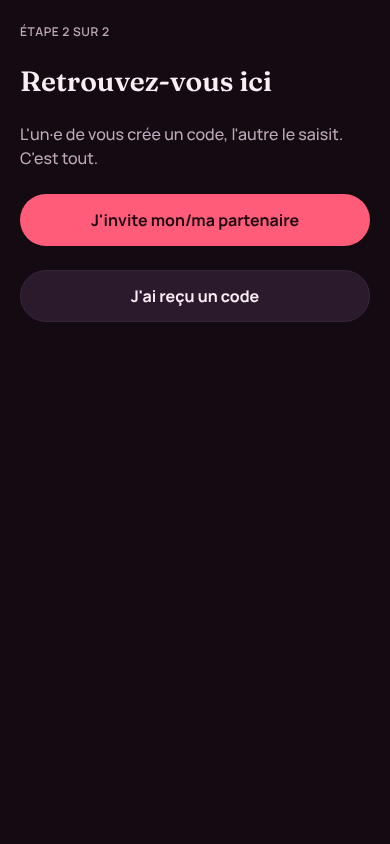 ÉTAPE 2 SUR 2
Retrouvez-vous ici
L'un·e de vous crée un code, l'autre le saisit.
C'est tout.
J'invite mon/ma partenaire
J'ai reçu un code